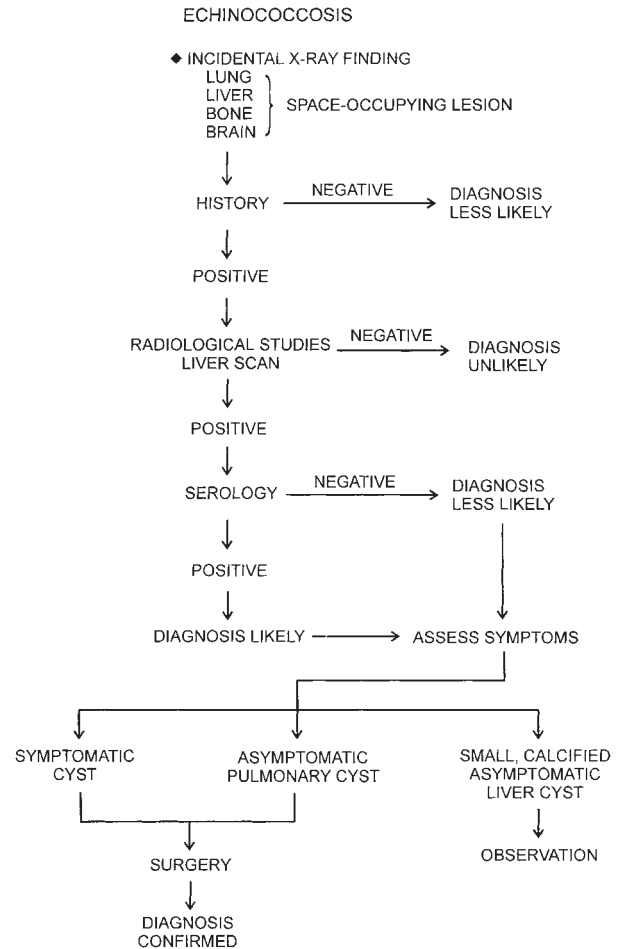 ECHINOCOCCOSIS
◆ INCIDENTAL X-RAY FINDING
LUNG
LIVER
BONE
BRAIN
SPACE-OCCUPYING LESION
HISTORY
NEGATIVE
DIAGNOSIS
LESS LIKELY
POSITIVE
RADIOLOGICAL STUDIES
LIVER SCAN
NEGATIVE
DIAGNOSIS
UNLIKELY
POSITIVE
SEROLOGY
NEGATIVE
DIAGNOSIS
LESS LIKELY
POSITIVE
DIAGNOSIS LIKELY
ASSESS SYMPTOMS
SYMPTOMATIC
CYST
ASYMPTOMATIC
PULMONARY CYST
SMALL, CALCIFIED
ASYMPTOMATIC
LIVER CYST
SURGERY
OBSERVATION
DIAGNOSIS
CONFIRMED